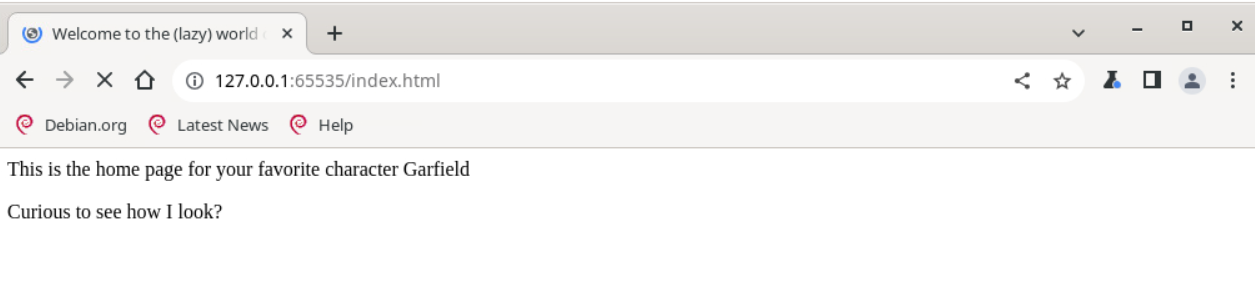 Welcome to the (lazy) world
127.0.0.1:65535/index.html
Debian.org Latest News Help
This is the home page for your favorite character Garfield
Curious to see how I look?